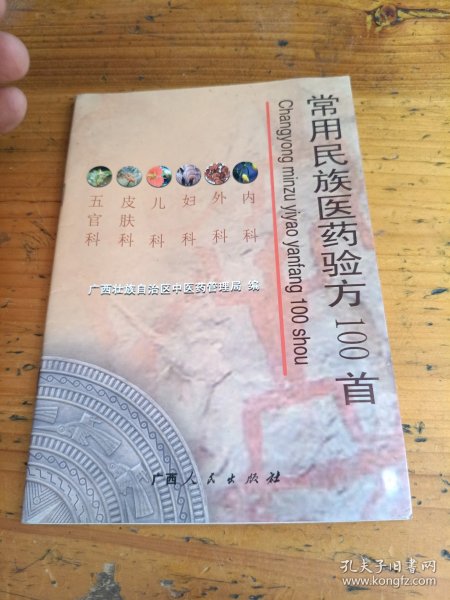 常用民族医药验方100首
Changyong minzu yiyao yanfang 100 shou
内科
外科
妇科
儿科
皮肤科
五官科
广西壮族自治区中医药管理局 编
广西人民出版社
孔夫子旧书网
www.kongfz.com